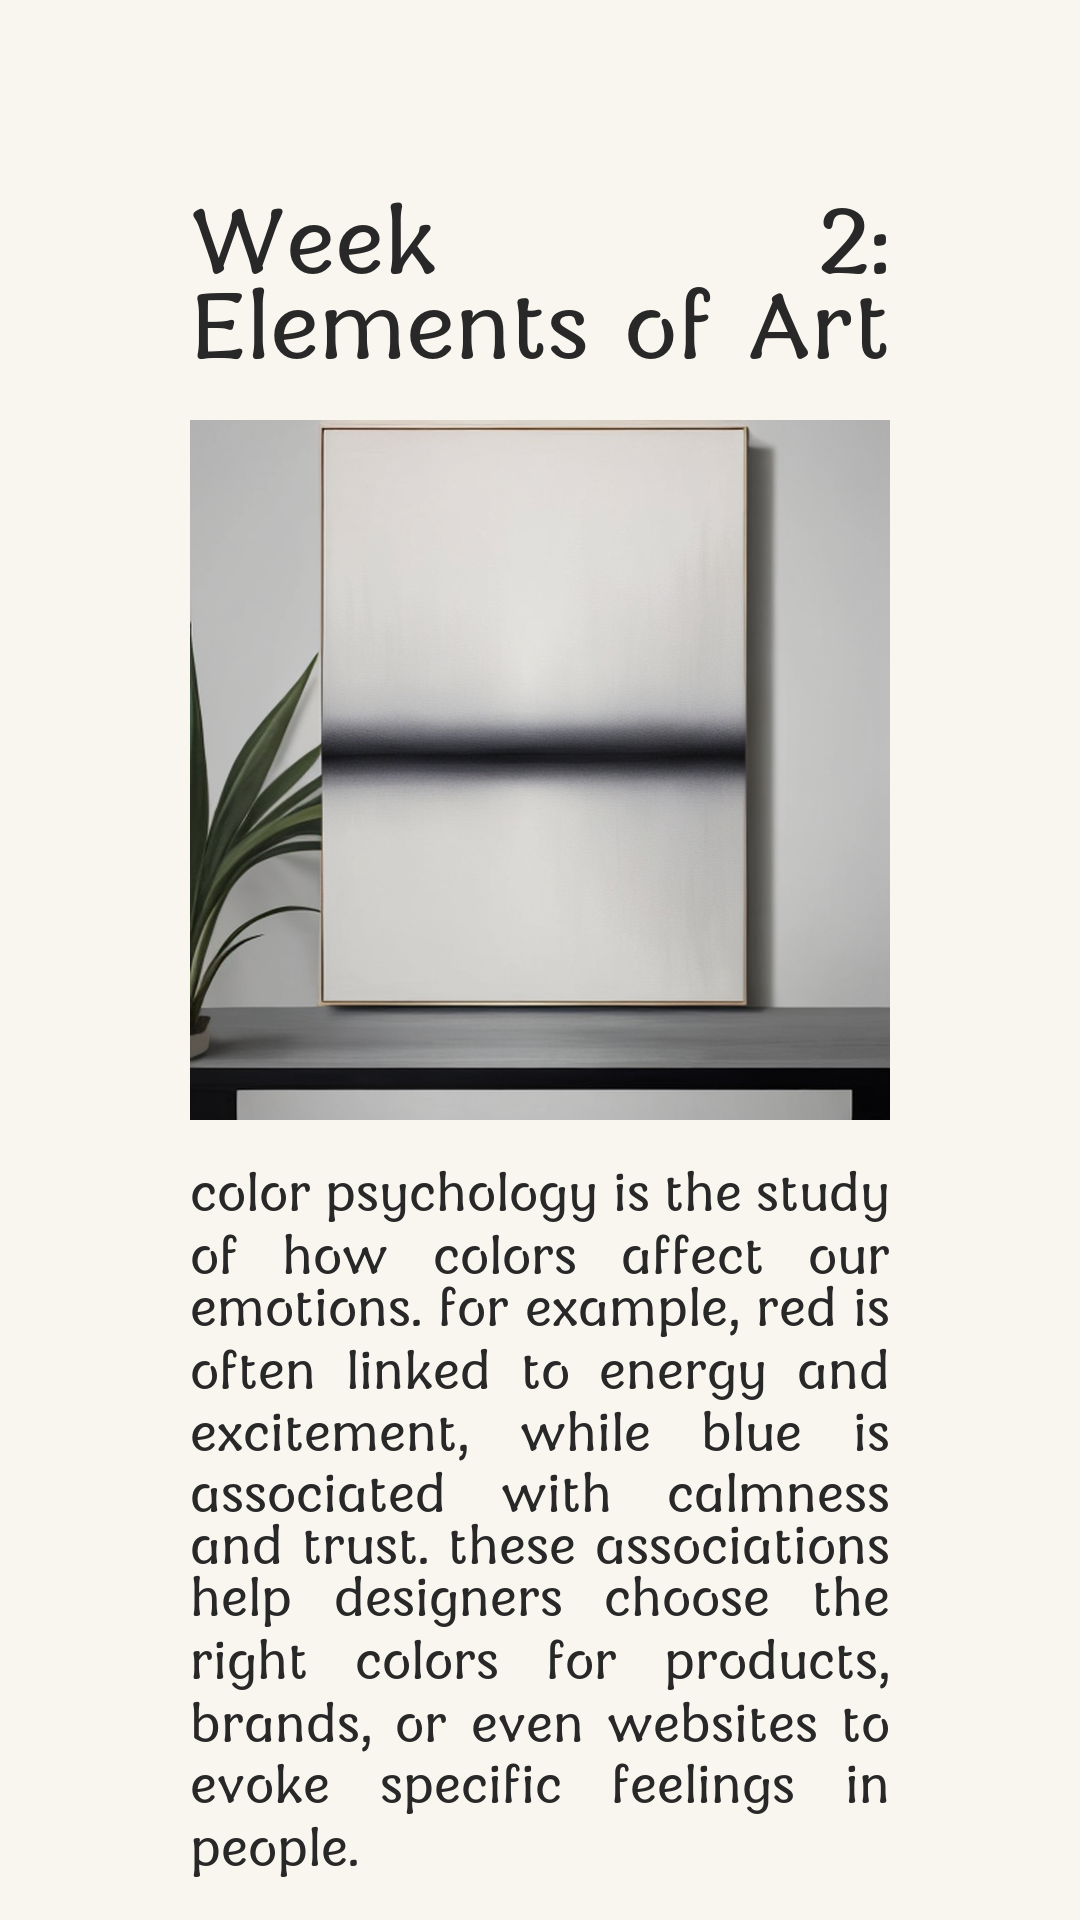 Week 2:
Elements of Art
color psychology is the study
of how colors affect our
emotions. for example, red is
often linked to energy and
excitement, while blue is
associated with calmness
and trust. these associations
help designers choose the
right colors for products,
brands, or even websites to
evoke specific feelings in
people.